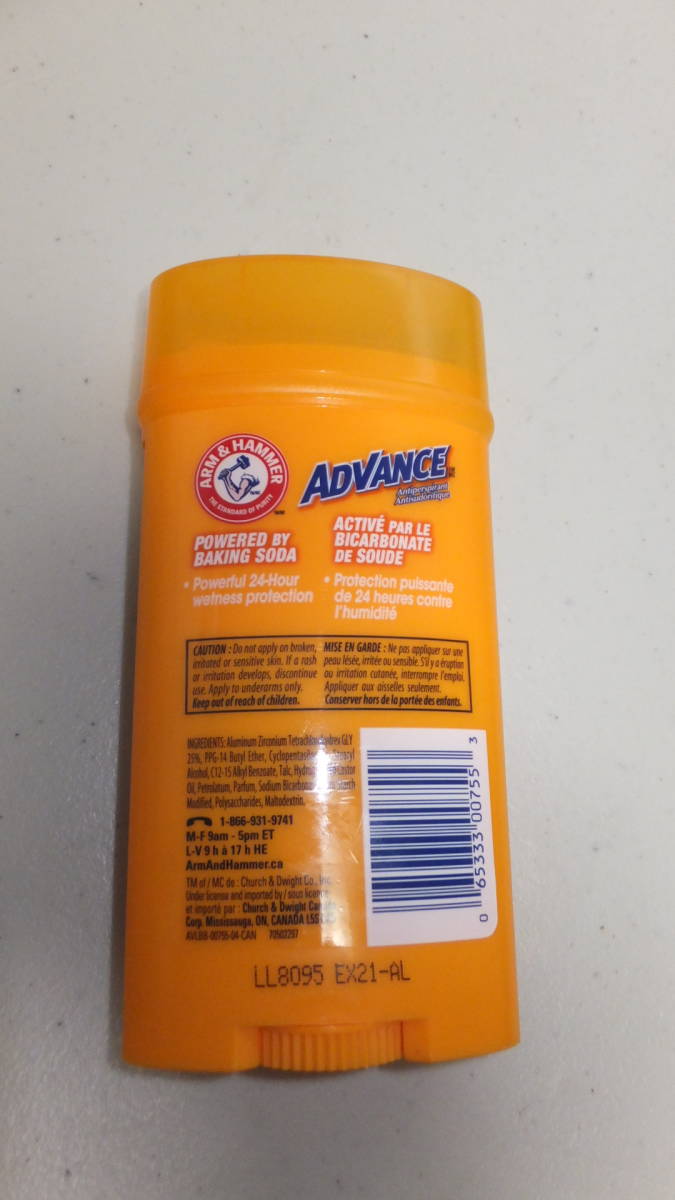 ARM & HAMMER
THE STANDARD OF PURITY
ADVANCE
Antiperspirant
Antisudorifique
POWERED BY
BAKING SODA
• Powerful 24-Hour
wetness protection
ACTIVÉ PAR LE
BICARBONATE
DE SOUDE
• Protection puissante
de 24 heures contre
l'humidité
CAUTION : Do not apply on broken,
irritated or sensitive skin. If a rash
or irritation develops, discontinue
use. Apply to underarms only.
Keep out of reach of children.
MISE EN GARDE : Ne pas appliquer sur une
peau lésée, irritée ou sensible. S'il y a éruption
ou irritation cutanée, interrompre l'emploi.
Appliquer aux aisselles seulement.
Conserver hors de la portée des enfants.
INGREDIENTS: Aluminum Zirconium GLY
25%, PPG-14 Butyl Ether,
Alcohol, C12-15 Alkyl Benzoate, Talc, Castor
Oil, Petrolatum, Parfum, Sodium Starch
Modified, Polysaccharides, Maltodextrin.
1-866-931-9741
M-F 9am - 5pm ET
L-V 9 h à 17 h HE
ArmAndHammer.ca
TM of / MC de : Church & Dwight Co., Inc.
Under license and imported by / sous licence
et importé par : Church & Dwight
Corp. Mississauga, ON, CANADA
AVLBB-00755-04-CAN 70502297
0 65333 00755 3
LL8095 EX21-AL